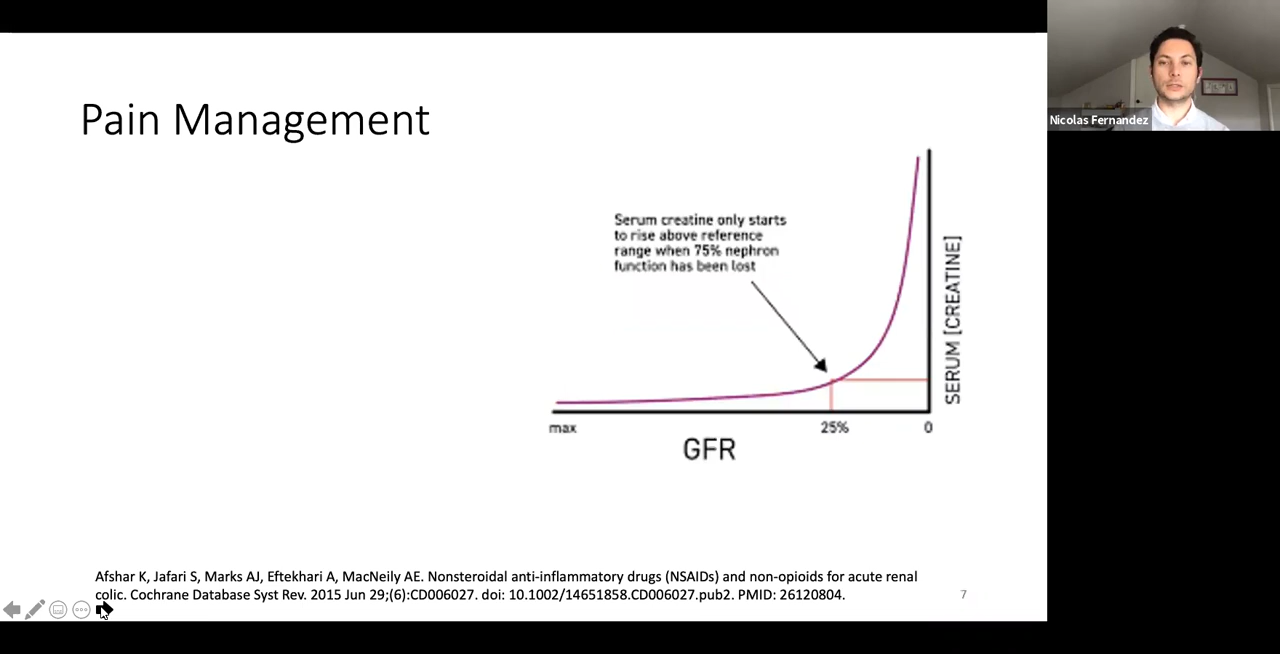 Pain Management
Serum creatine only starts
to rise above reference
range when 75% nephron
function has been lost
SERUM [CREATINE]
max
25%
0
GFR
Afshar K, Jafari S, Marks AJ, Eftekhari A, MacNeily AE. Nonsteroidal anti-inflammatory drugs (NSAIDs) and non-opioids for acute renal
colic. Cochrane Database Syst Rev. 2015 Jun 29;(6):CD006027. doi: 10.1002/14651858.CD006027.pub2. PMID: 26120804.
7
Nicolas Fernandez